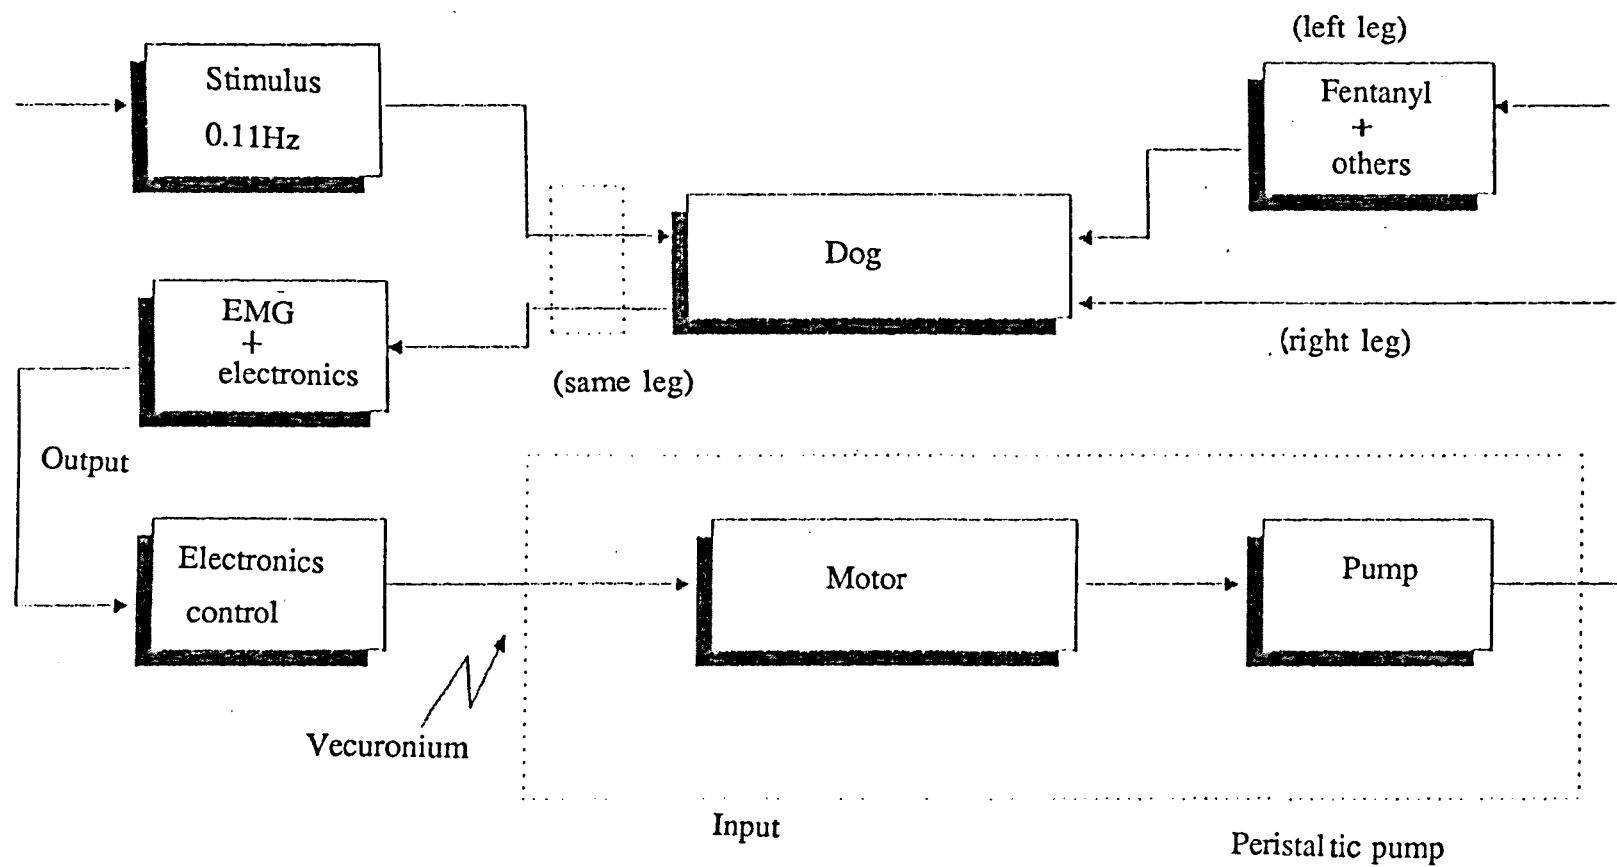 (left leg)
Stimulus
0.11Hz
Fentanyl
+
others
Dog
EMG
+
electronics
(same leg)
(right leg)
Output
Electronics
control
Motor
Pump
Vecuronium
Input
Peristaltic pump